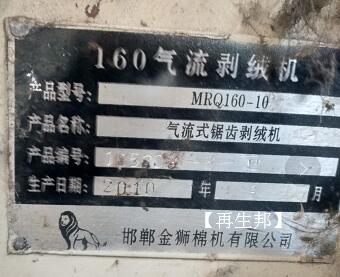 160气流剥绒机
产品型号: MRQ160-10
产品名称: 气流式锯齿剥绒机
产品编号:
生产日期: 2010 年 月
【再生邦】
邯郸金狮棉机有限公司